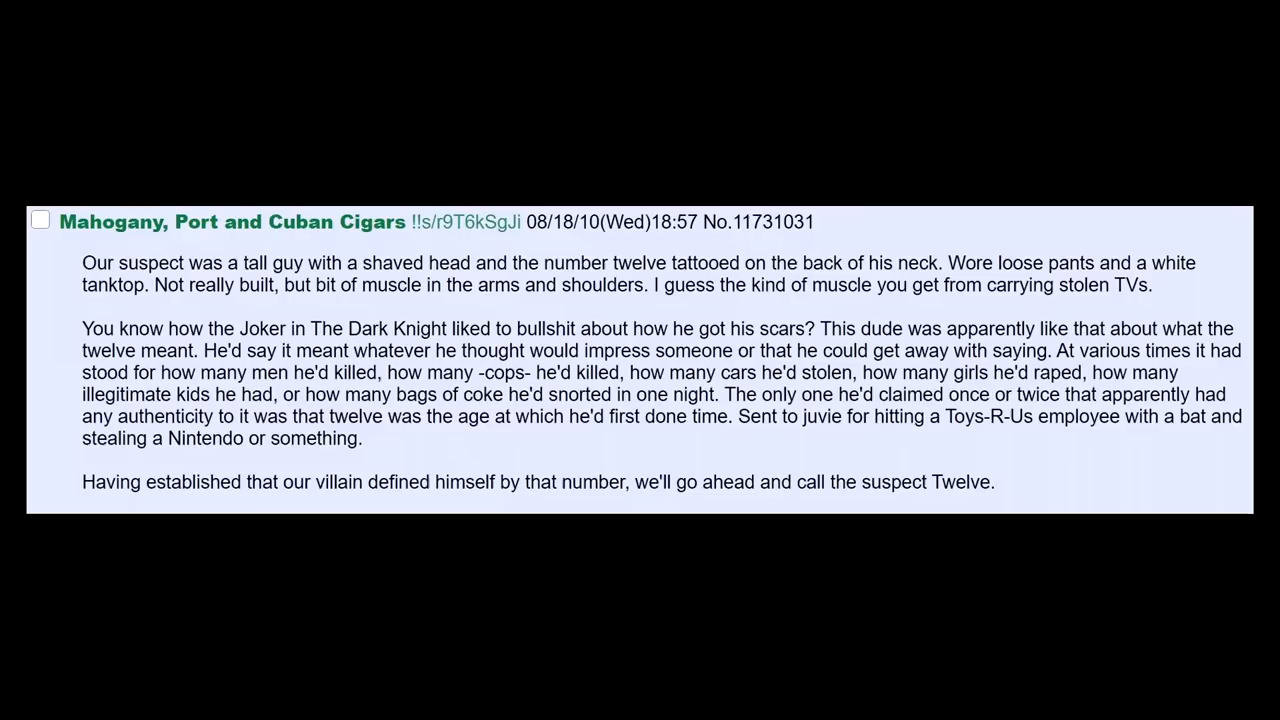 Mahogany, Port and Cuban Cigars !!s/r9T6kSgJi 08/18/10(Wed)18:57 No.11731031
Our suspect was a tall guy with a shaved head and the number twelve tattooed on the back of his neck. Wore loose pants and a white
tanktop. Not really built, but bit of muscle in the arms and shoulders. I guess the kind of muscle you get from carrying stolen TVs.
You know how the Joker in The Dark Knight liked to bullshit about how he got his scars? This dude was apparently like that about what the
twelve meant. He'd say it meant whatever he thought would impress someone or that he could get away with saying. At various times it had
stood for how many men he'd killed, how many -cops- he'd killed, how many cars he'd stolen, how many girls he'd raped, how many
illegitimate kids he had, or how many bags of coke he'd snorted in one night. The only one he'd claimed once or twice that apparently had
any authenticity to it was that twelve was the age at which he'd first done time. Sent to juvie for hitting a Toys-R-Us employee with a bat and
stealing a Nintendo or something.
Having established that our villain defined himself by that number, we'll go ahead and call the suspect Twelve.